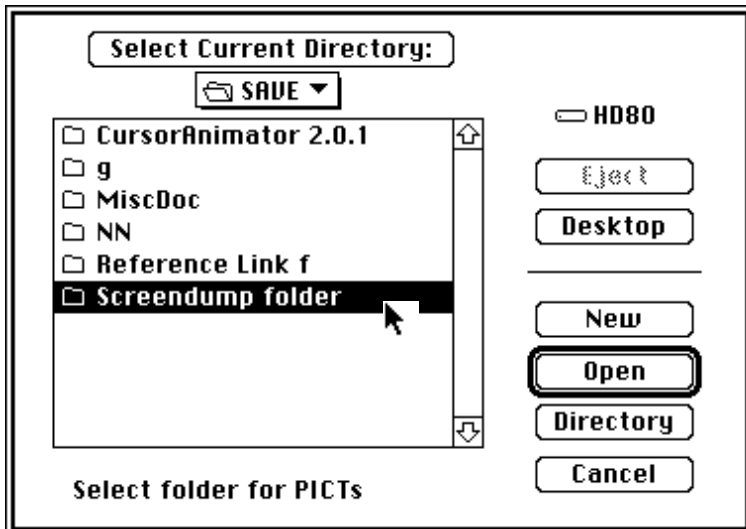 Select Current Directory:
SAVE
CursorAnimator 2.0.1
g
MiscDoc
NN
Reference Link f
Screendump folder
Select folder for PICTs
HD80
Eject
Desktop
New
Open
Directory
Cancel